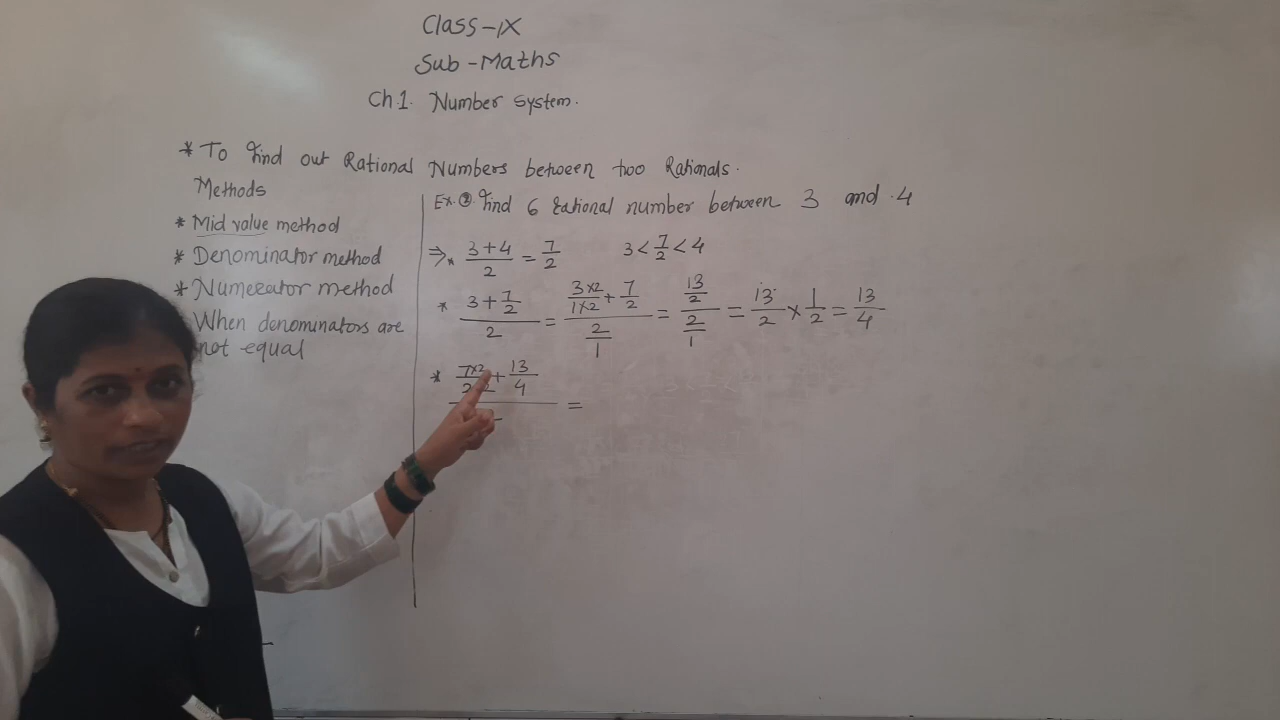 Class-IX
Sub-Maths
Ch.1. Number system.
* To find out Rational Numbers between two Rationals.
Methods
* Mid value method
* Denominator method
* Numerator method
When denominators are
not equal
Ex. ② find 6 rational number between 3 and 4
⇒ * (3+4)/2 = 7/2    3 < 7/2 < 4
* (3+7/2)/2 = ((3×2)/(1×2) + 7/2)/(2/1) = (13/2)/(2/1) = 13/2 × 1/2 = 13/4
* 7×2 + 13/4 =